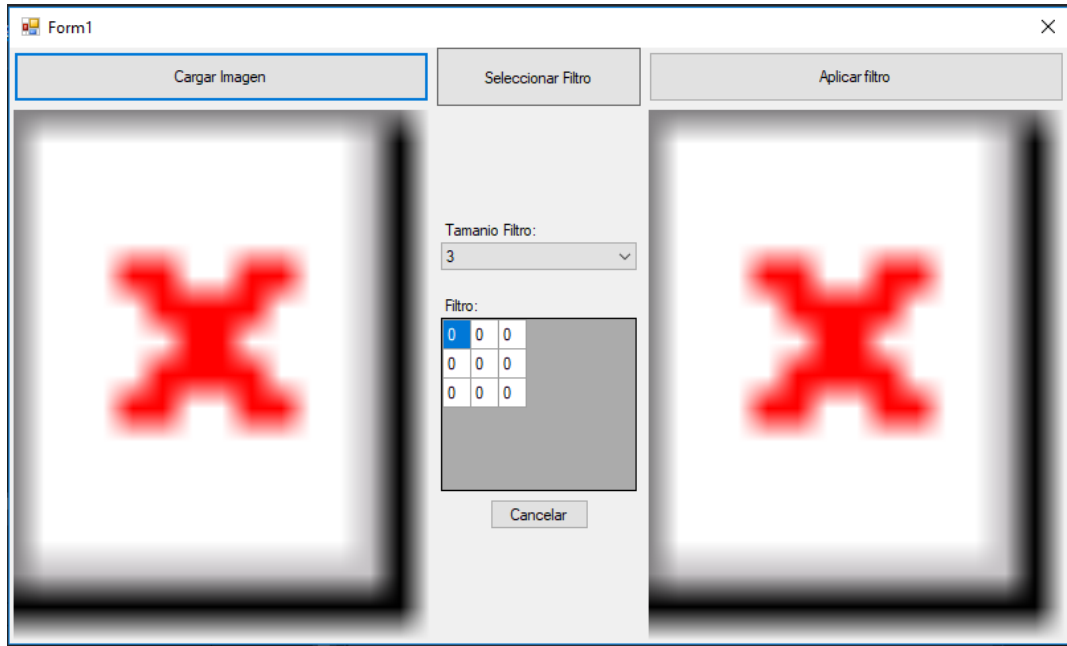 Form1
Cargar Imagen
Seleccionar Filtro
Aplicar filtro
Tamanio Filtro:
3
Filtro:
0 0 0
0 0 0
0 0 0
Cancelar